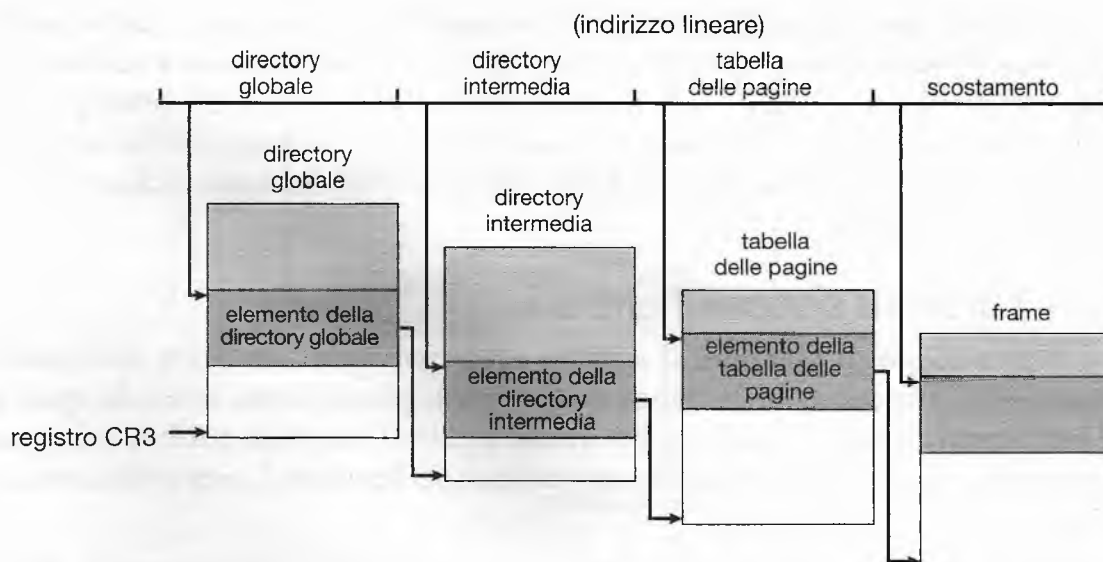 (indirizzo lineare)
directory
globale
directory
intermedia
tabella
delle pagine
scostamento
directory
globale
directory
intermedia
tabella
delle pagine
frame
elemento della
directory globale
elemento della
directory
intermedia
elemento della
tabella delle
pagine
registro CR3